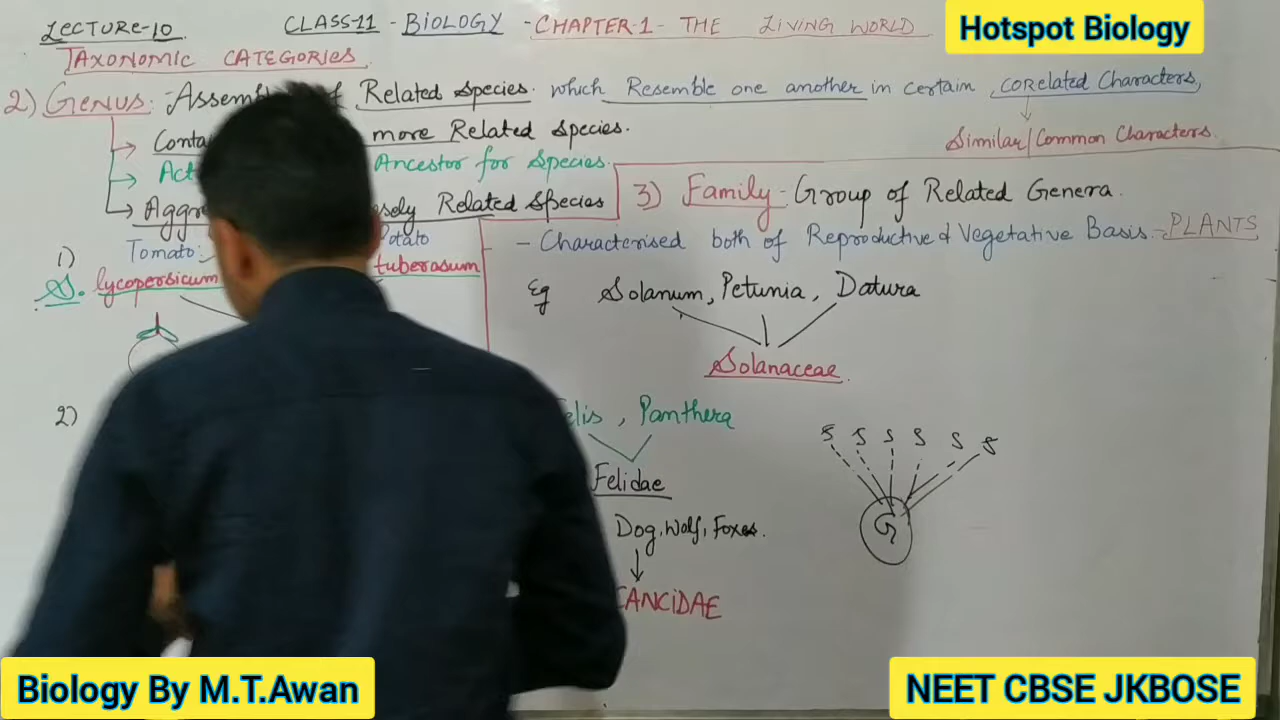 LECTURE-10. CLASS-11 - BIOLOGY - CHAPTER-1 - THE LIVING WORLD
Hotspot Biology
TAXONOMIC CATEGORIES
2) GENUS: - Related Species which Resemble one another in certain CORelated Characters,
Similar/Common Characters.
more Related Species.
Ancestor for Species.
Related Species
3) Family - Group of Related Genera.
- Characterised both of Reproductive & Vegetative Basis. - PLANTS
1) Tomato: Potato
S. lycopersicum tuberosum
Eg Solanum, Petunia, Datura
Solanaceae.
2) Panthera
S S S S S S
Felidae
G
Dog, Wolf, Foxes.
CANCIDAE
Biology By M.T.Awan
NEET CBSE JKBOSE